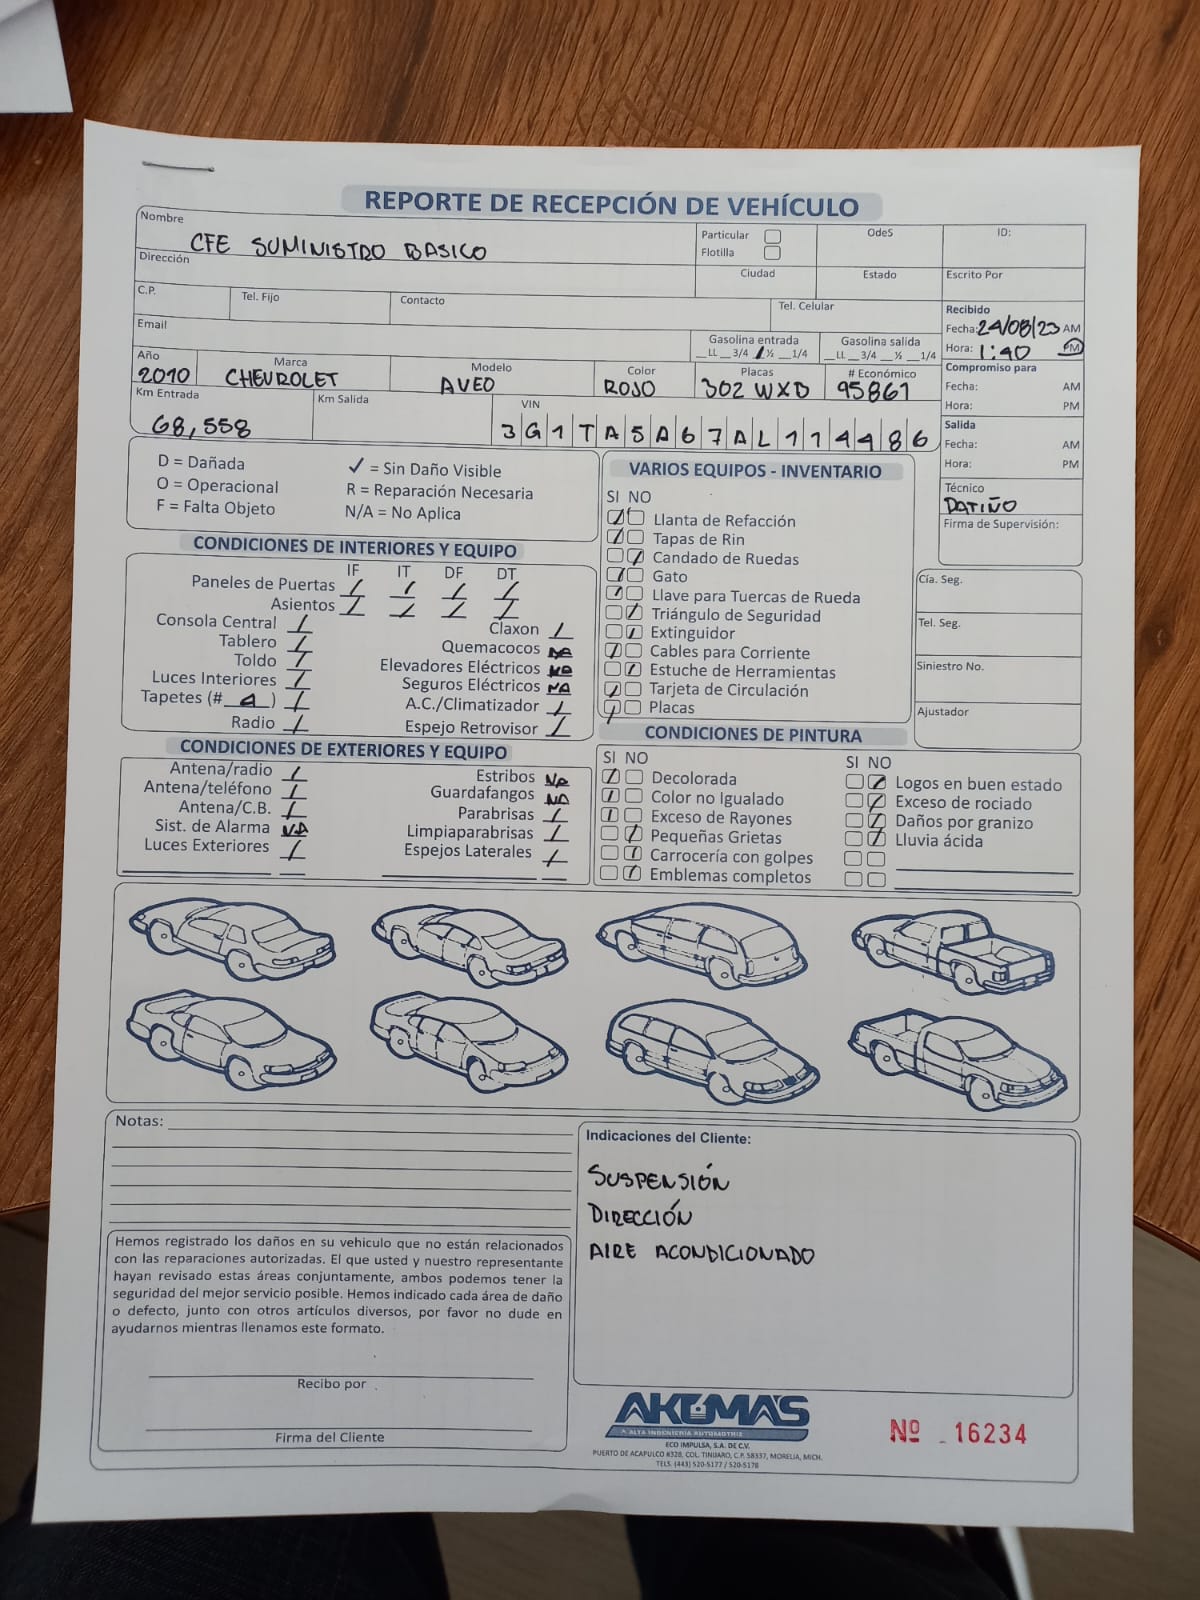 REPORTE DE RECEPCIÓN DE VEHÍCULO
Nombre
CFE SUMINISTRO BASICO
Particular
Flotilla
OdeS
ID:
Dirección
Ciudad
Estado
Escrito Por
C.P.
Tel. Fijo
Contacto
Tel. Celular
Recibido
Fecha: 24/08/23 AM
Hora: 1:40 PM
Email
Gasolina entrada
__LL __3/4 __½ __1/4
Gasolina salida
__LL __3/4 __½ __1/4
Año
2010
Marca
CHEVROLET
Modelo
AVEO
Color
ROJO
Placas
302 WXD
# Económico
95861
Compromiso para
Fecha: AM
Hora: PM
Km Entrada
68,558
Km Salida
VIN
3G1TA5A67AL114486
Salida
Fecha: AM
Hora: PM
D = Dañada
✓ = Sin Daño Visible
O = Operacional
R = Reparación Necesaria
F = Falta Objeto
N/A = No Aplica
Técnico
PATIÑO
Firma de Supervisión:
VARIOS EQUIPOS - INVENTARIO
SI NO
Llanta de Refacción
Tapas de Rin
Candado de Ruedas
Gato
Llave para Tuercas de Rueda
Triángulo de Seguridad
Extinguidor
Cables para Corriente
Estuche de Herramientas
Tarjeta de Circulación
Placas
Cía. Seg.
Tel. Seg.
Siniestro No.
Ajustador
CONDICIONES DE INTERIORES Y EQUIPO
IF IT DF DT
Paneles de Puertas
Asientos
Consola Central
Claxon
Tablero
Quemacocos NA
Toldo
Elevadores Eléctricos NA
Luces Interiores
Seguros Eléctricos NA
Tapetes (# 4 )
A.C./Climatizador
Radio
Espejo Retrovisor
CONDICIONES DE EXTERIORES Y EQUIPO
Antena/radio
Estribos NA
Antena/teléfono
Guardafangos NA
Antena/C.B.
Parabrisas
Sist. de Alarma NA
Limpiaparabrisas
Luces Exteriores
Espejos Laterales
CONDICIONES DE PINTURA
SI NO
Decolorada
Color no Igualado
Exceso de Rayones
Pequeñas Grietas
Carrocería con golpes
Emblemas completos
SI NO
Logos en buen estado
Exceso de rociado
Daños por granizo
Lluvia ácida
Notas:
Indicaciones del Cliente:
SUSPENSIÓN
DIRECCIÓN
AIRE ACONDICIONADO
Hemos registrado los daños en su vehiculo que no están relacionados
con las reparaciones autorizadas. El que usted y nuestro representante
hayan revisado estas áreas conjuntamente, ambos podemos tener la
seguridad del mejor servicio posible. Hemos indicado cada área de daño
o defecto, junto con otros artículos diversos, por favor no dude en
ayudarnos mientras llenamos este formato.
Recibo por
Firma del Cliente
AKUMAS
ALTA INGENIERÍA AUTOMOTRIZ
ECO IMPULSA, S.A. DE C.V.
PUERTO DE ACAPULCO #328, COL. TINIJARO, C.P. 58337, MORELIA, MICH.
TELS. (443) 520-5177 / 520-5178
Nº 16234